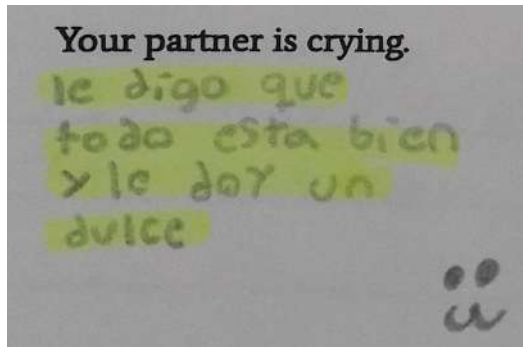 Your partner is crying.
le digo que
todo esta bien
y le doy un
dulce